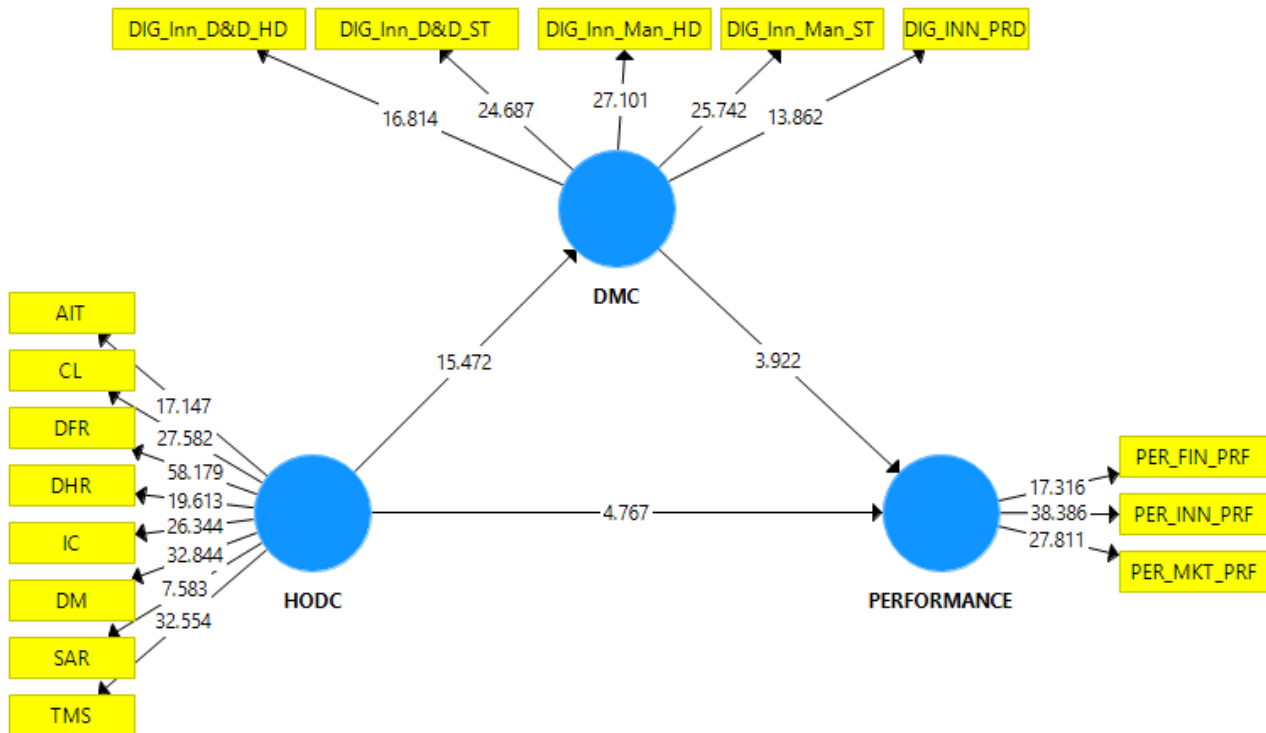 DIG_Inn_D&D_HD
DIG_Inn_D&D_ST
DIG_Inn_Man_HD
DIG_Inn_Man_ST
DIG_INN_PRD
16.814
24.687
27.101
25.742
13.862
DMC
15.472
3.922
AIT
CL
DFR
DHR
IC
DM
SAR
TMS
17.147
27.582
58.179
19.613
26.344
32.844
7.583
32.554
HODC
4.767
PERFORMANCE
17.316
38.386
27.811
PER_FIN_PRF
PER_INN_PRF
PER_MKT_PRF